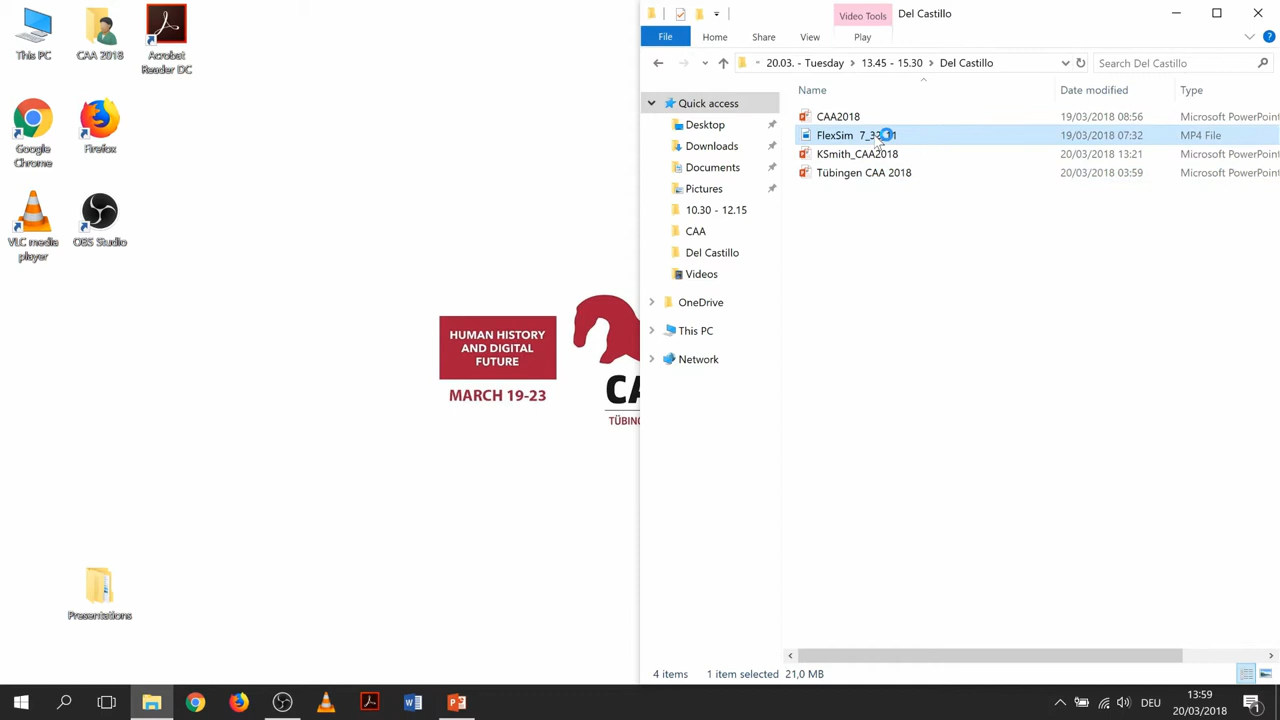 This PC
CAA 2018
Acrobat
Reader DC
Google
Chrome
Firefox
VLC media
player
OBS Studio
Presentations
HUMAN HISTORY
AND DIGITAL
FUTURE
MARCH 19-23
Video Tools
Del Castillo
File
Home
Share
View
Play
20.03. - Tuesday
13.45 - 15.30
Del Castillo
Search Del Castillo
Quick access
Desktop
Downloads
Documents
Pictures
10.30 - 12.15
CAA
Del Castillo
Videos
OneDrive
This PC
Network
Name
Date modified
Type
CAA2018
19/03/2018 08:56
Microsoft PowerPoint
FlexSim
19/03/2018 07:32
MP4 File
KSmith_CAA2018
20/03/2018 13:21
Microsoft PowerPoint
Tübingen CAA 2018
20/03/2018 03:59
Microsoft PowerPoint
4 items
1 item selected
21,0 MB
DEU
13:59
20/03/2018